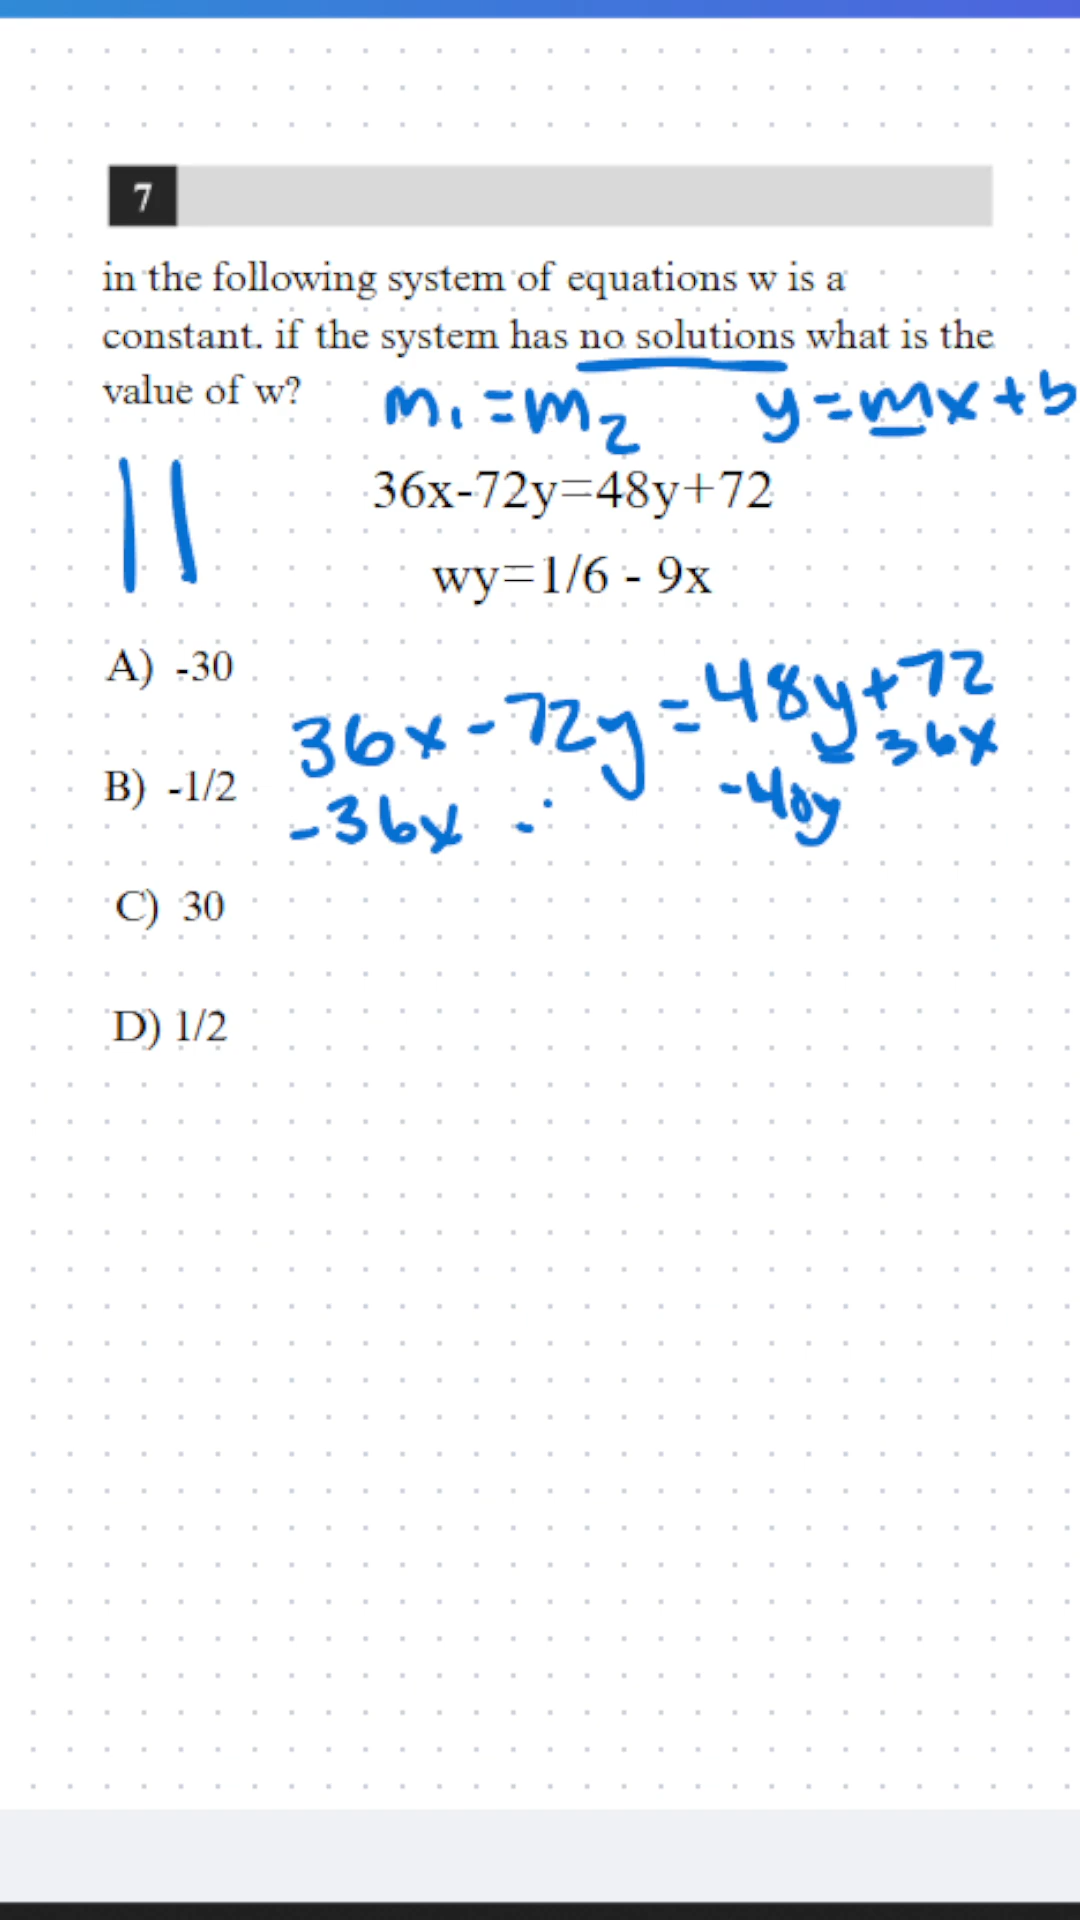 7
in the following system of equations w is a
constant. if the system has no solutions what is the
value of w?
m₁=m₂ y=mx+b
36x-72y=48y+72
wy=1/6 - 9x
A) -30
36x-72y=48y+72
-36x -48y -36x
B) -1/2
C) 30
D) 1/2